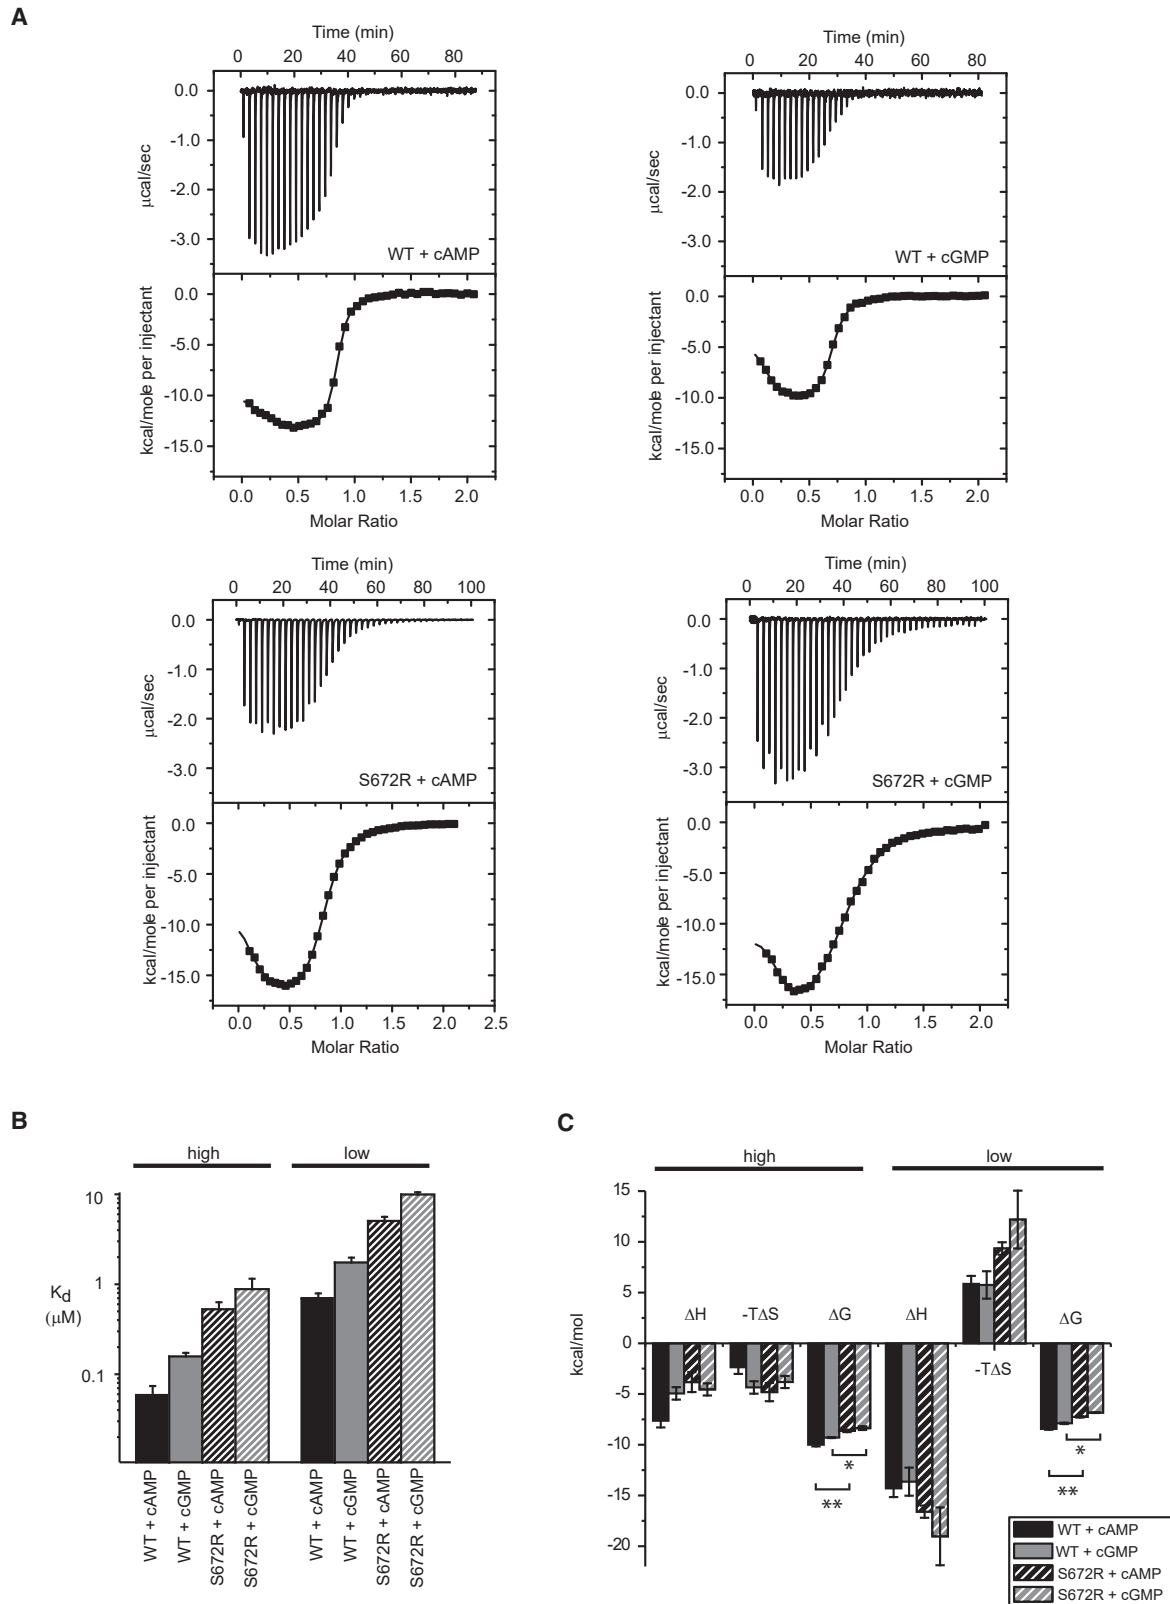 A
Time (min)
0 20 40 60 80
0.0
-1.0
-2.0
-3.0
μcal/sec
WT + cAMP
0.0
-5.0
-10.0
-15.0
kcal/mole per injectant
0.0 0.5 1.0 1.5 2.0
Molar Ratio
Time (min)
0 20 40 60 80
0.0
-1.0
-2.0
-3.0
μcal/sec
WT + cGMP
0.0
-5.0
-10.0
-15.0
kcal/mole per injectant
0.0 0.5 1.0 1.5 2.0
Molar Ratio
Time (min)
0 20 40 60 80 100
0.0
-1.0
-2.0
-3.0
μcal/sec
S672R + cAMP
0.0
-5.0
-10.0
-15.0
kcal/mole per injectant
0.0 0.5 1.0 1.5 2.0 2.5
Molar Ratio
Time (min)
0 20 40 60 80 100
0.0
-1.0
-2.0
-3.0
μcal/sec
S672R + cGMP
0.0
-5.0
-10.0
-15.0
kcal/mole per injectant
0.0 0.5 1.0 1.5 2.0
Molar Ratio
B
high low
10
1
0.1
Kd
(μM)
WT + cAMP
WT + cGMP
S672R + cAMP
S672R + cGMP
WT + cAMP
WT + cGMP
S672R + cAMP
S672R + cGMP
C
high low
15
10
5
0
-5
-10
-15
-20
kcal/mol
ΔH -TΔS ΔG ΔH -TΔS ΔG
*
**
*
**
WT + cAMP
WT + cGMP
S672R + cAMP
S672R + cGMP